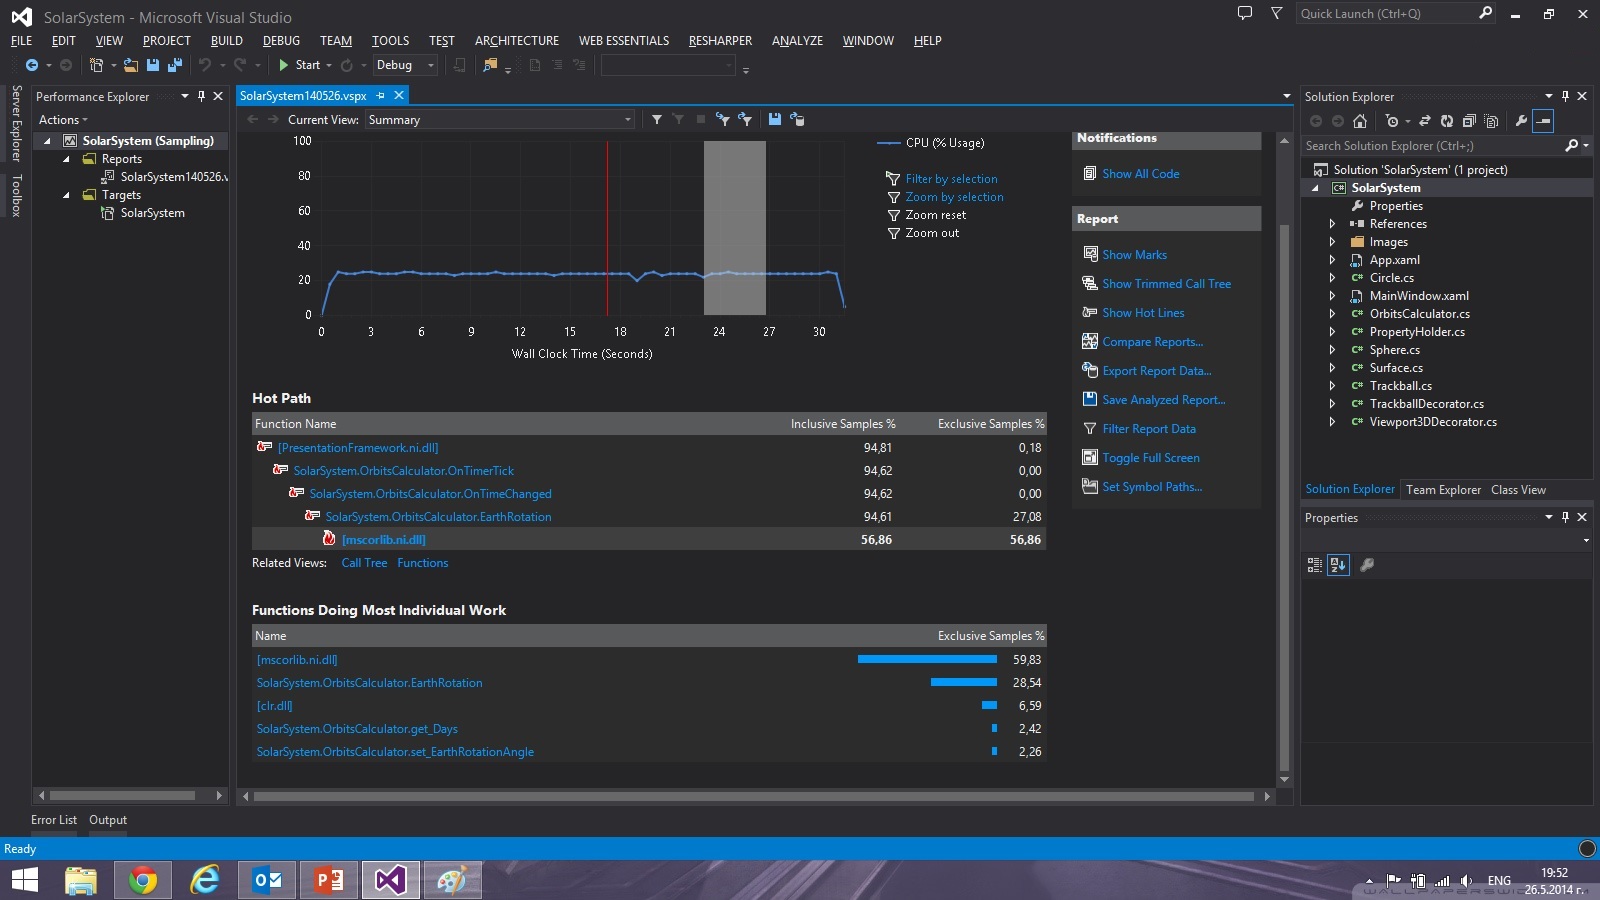 SolarSystem - Microsoft Visual Studio
Quick Launch (Ctrl+Q)
FILE EDIT VIEW PROJECT BUILD DEBUG TEAM TOOLS TEST ARCHITECTURE WEB ESSENTIALS RESHARPER ANALYZE WINDOW HELP
Start Debug
Server Explorer
Toolbox
Performance Explorer
Actions
SolarSystem (Sampling)
Reports
SolarSystem140526.v
Targets
SolarSystem
SolarSystem140526.vspx
Current View: Summary
100
80
60
40
20
0
0 3 6 9 12 15 18 21 24 27 30
Wall Clock Time (Seconds)
CPU (% Usage)
Filter by selection
Zoom by selection
Zoom reset
Zoom out
Hot Path
Function Name Inclusive Samples % Exclusive Samples %
[PresentationFramework.ni.dll] 94,81 0,18
SolarSystem.OrbitsCalculator.OnTimerTick 94,62 0,00
SolarSystem.OrbitsCalculator.OnTimeChanged 94,62 0,00
SolarSystem.OrbitsCalculator.EarthRotation 94,61 27,08
[mscorlib.ni.dll] 56,86 56,86
Related Views: Call Tree Functions
Functions Doing Most Individual Work
Name Exclusive Samples %
[mscorlib.ni.dll] 59,83
SolarSystem.OrbitsCalculator.EarthRotation 28,54
[clr.dll] 6,59
SolarSystem.OrbitsCalculator.get_Days 2,42
SolarSystem.OrbitsCalculator.set_EarthRotationAngle 2,26
Notifications
Show All Code
Report
Show Marks
Show Trimmed Call Tree
Show Hot Lines
Compare Reports...
Export Report Data...
Save Analyzed Report...
Filter Report Data
Toggle Full Screen
Set Symbol Paths...
Solution Explorer
Search Solution Explorer (Ctrl+;)
Solution 'SolarSystem' (1 project)
SolarSystem
Properties
References
Images
App.xaml
Circle.cs
MainWindow.xaml
OrbitsCalculator.cs
PropertyHolder.cs
Sphere.cs
Surface.cs
Trackball.cs
TrackballDecorator.cs
Viewport3DDecorator.cs
Solution Explorer Team Explorer Class View
Properties
Error List Output
Ready
ENG
19:52
26.5.2014 г.